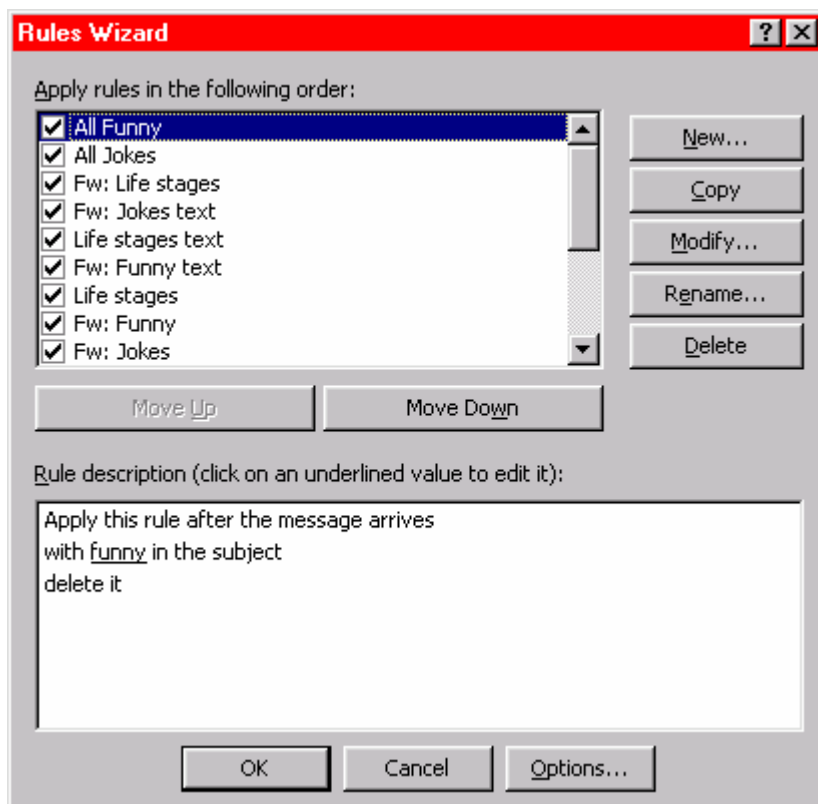 Rules Wizard
Apply rules in the following order:
All Funny
All Jokes
Fw: Life stages
Fw: Jokes text
Life stages text
Fw: Funny text
Life stages
Fw: Funny
Fw: Jokes
New...
Copy
Modify...
Rename...
Delete
Move Up
Move Down
Rule description (click on an underlined value to edit it):
Apply this rule after the message arrives
with funny in the subject
delete it
OK
Cancel
Options...